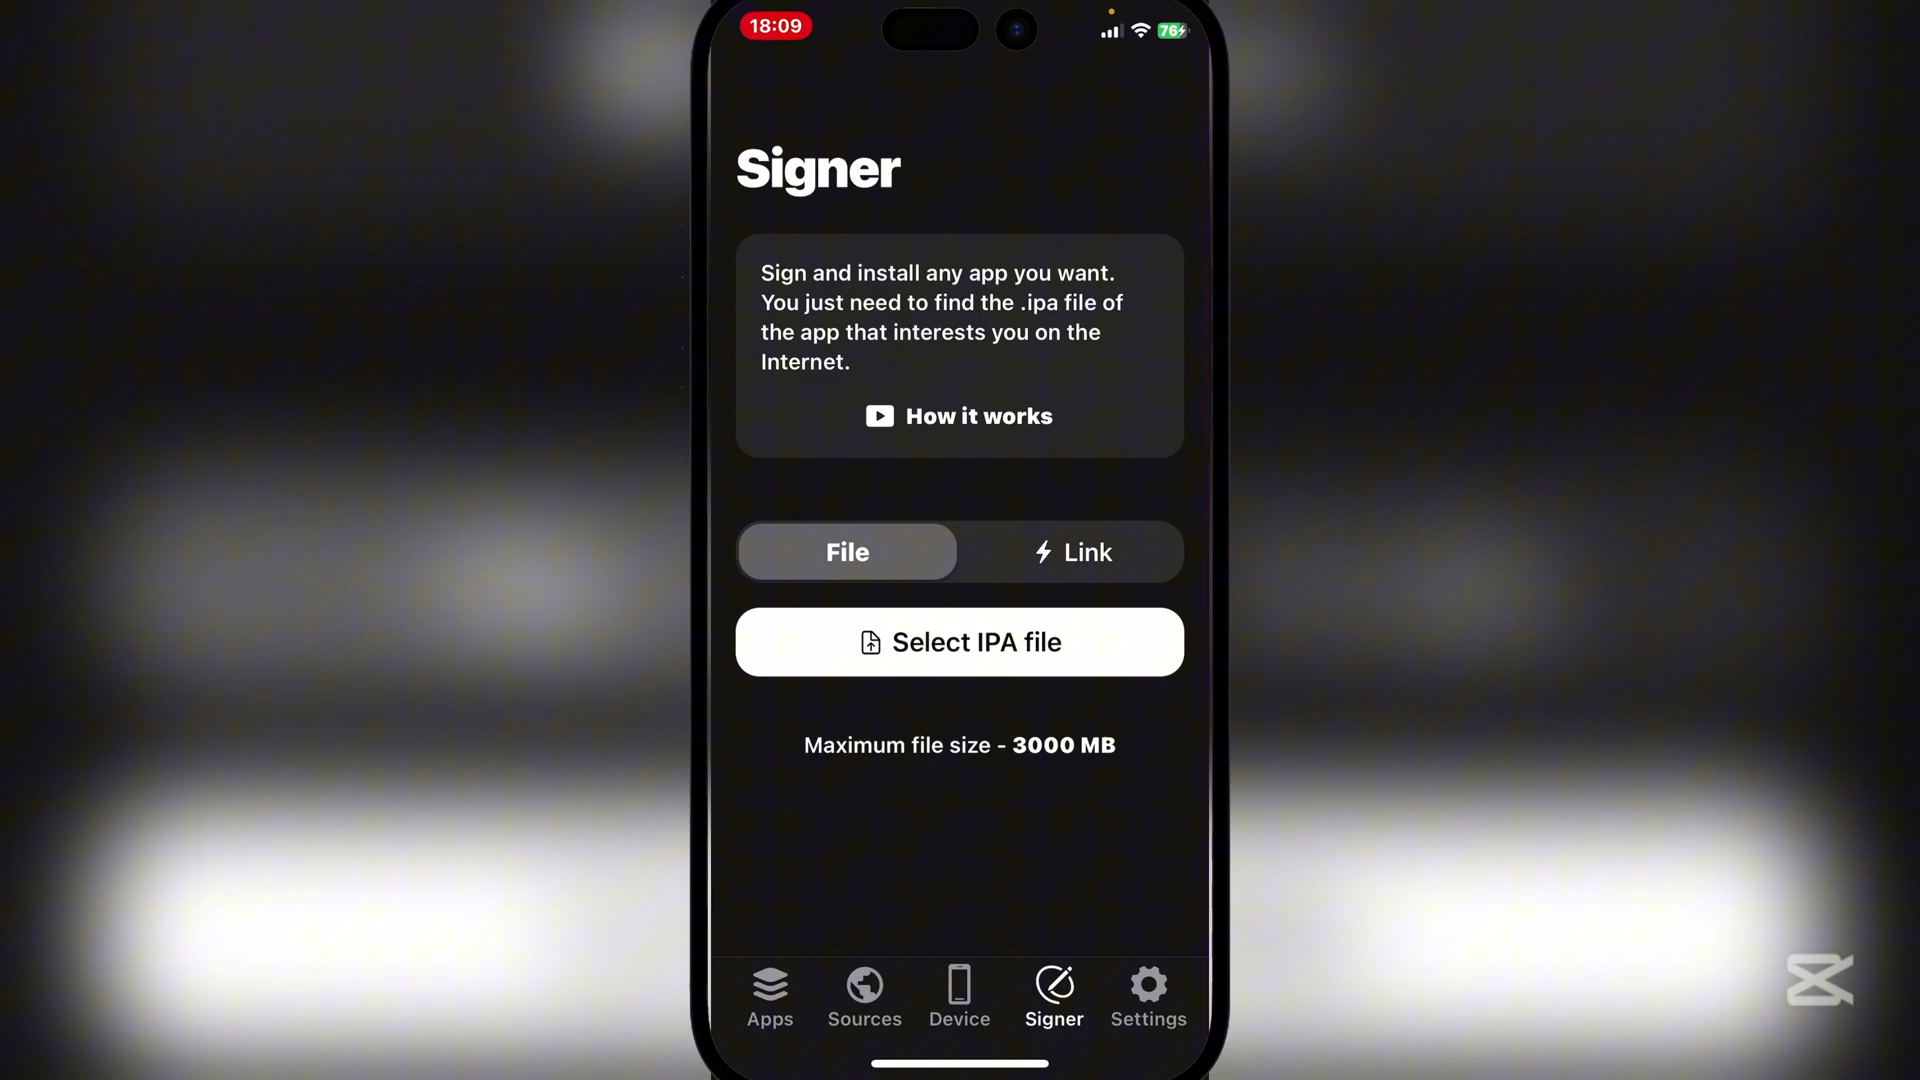 18:09
76
Signer
Sign and install any app you want.
You just need to find the .ipa file of
the app that interests you on the
Internet.
How it works
File
Link
Select IPA file
Maximum file size - 3000 MB
Apps
Sources
Device
Signer
Settings